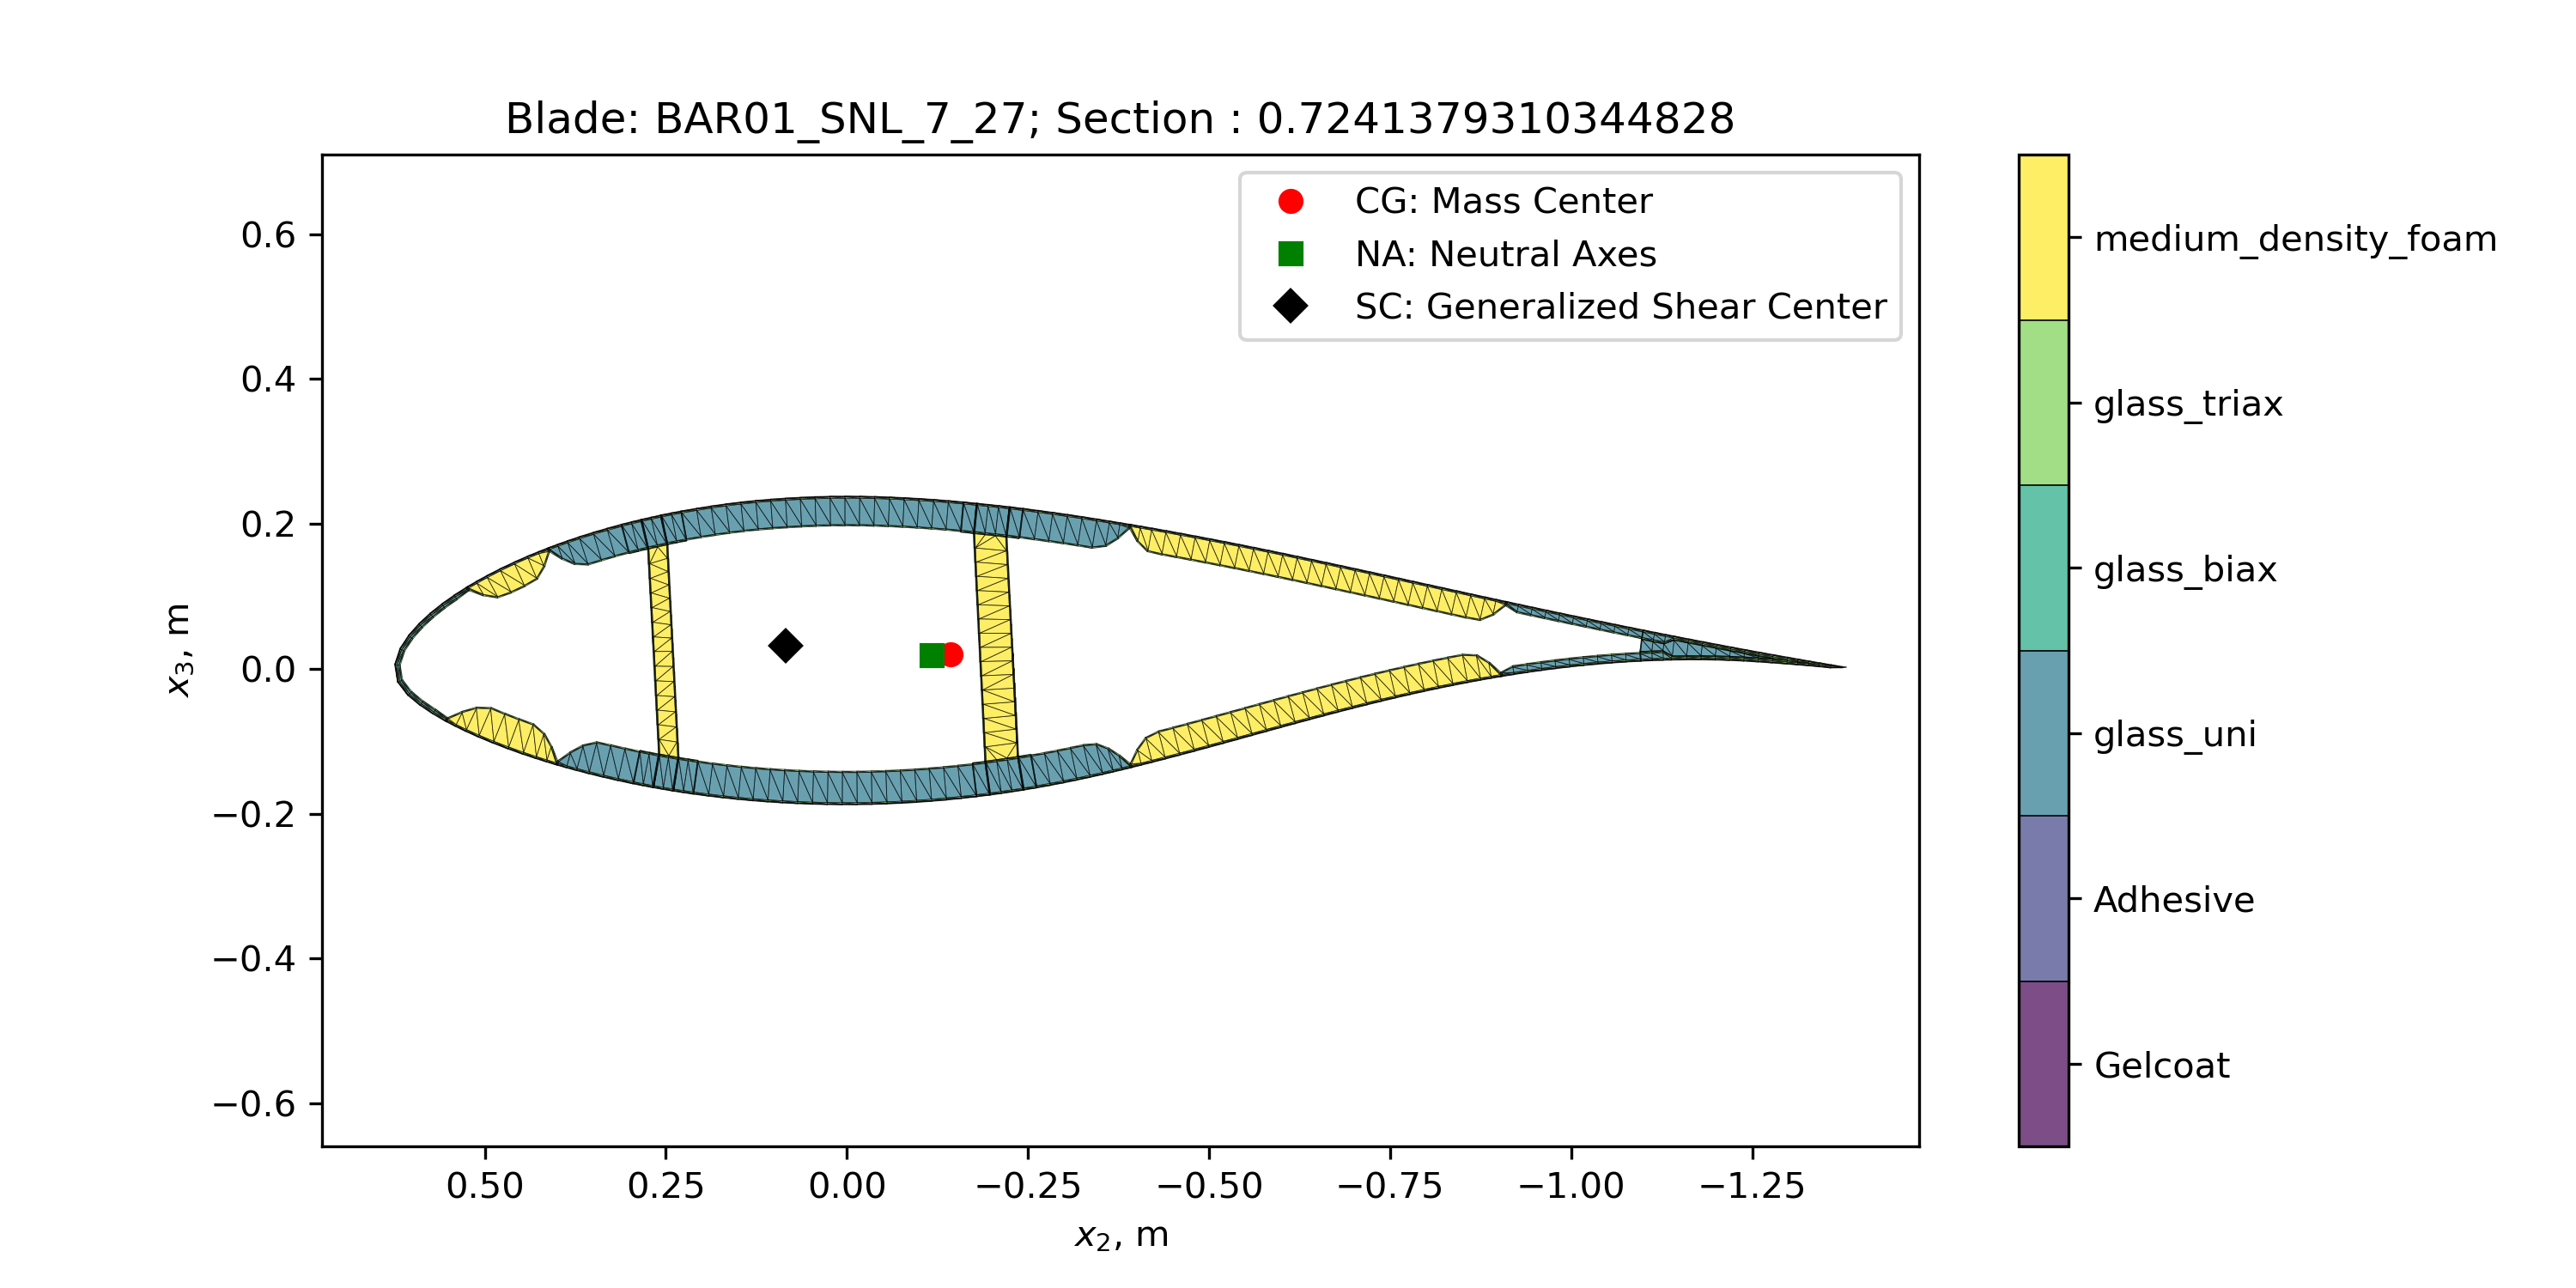 Blade: BAR01_SNL_7_27; Section : 0.7241379310344828
CG: Mass Center
NA: Neutral Axes
SC: Generalized Shear Center
0.6
0.4
0.2
0.0
−0.2
−0.4
−0.6
x₃, m
0.50
0.25
0.00
−0.25
−0.50
−0.75
−1.00
−1.25
x₂, m
medium_density_foam
glass_triax
glass_biax
glass_uni
Adhesive
Gelcoat